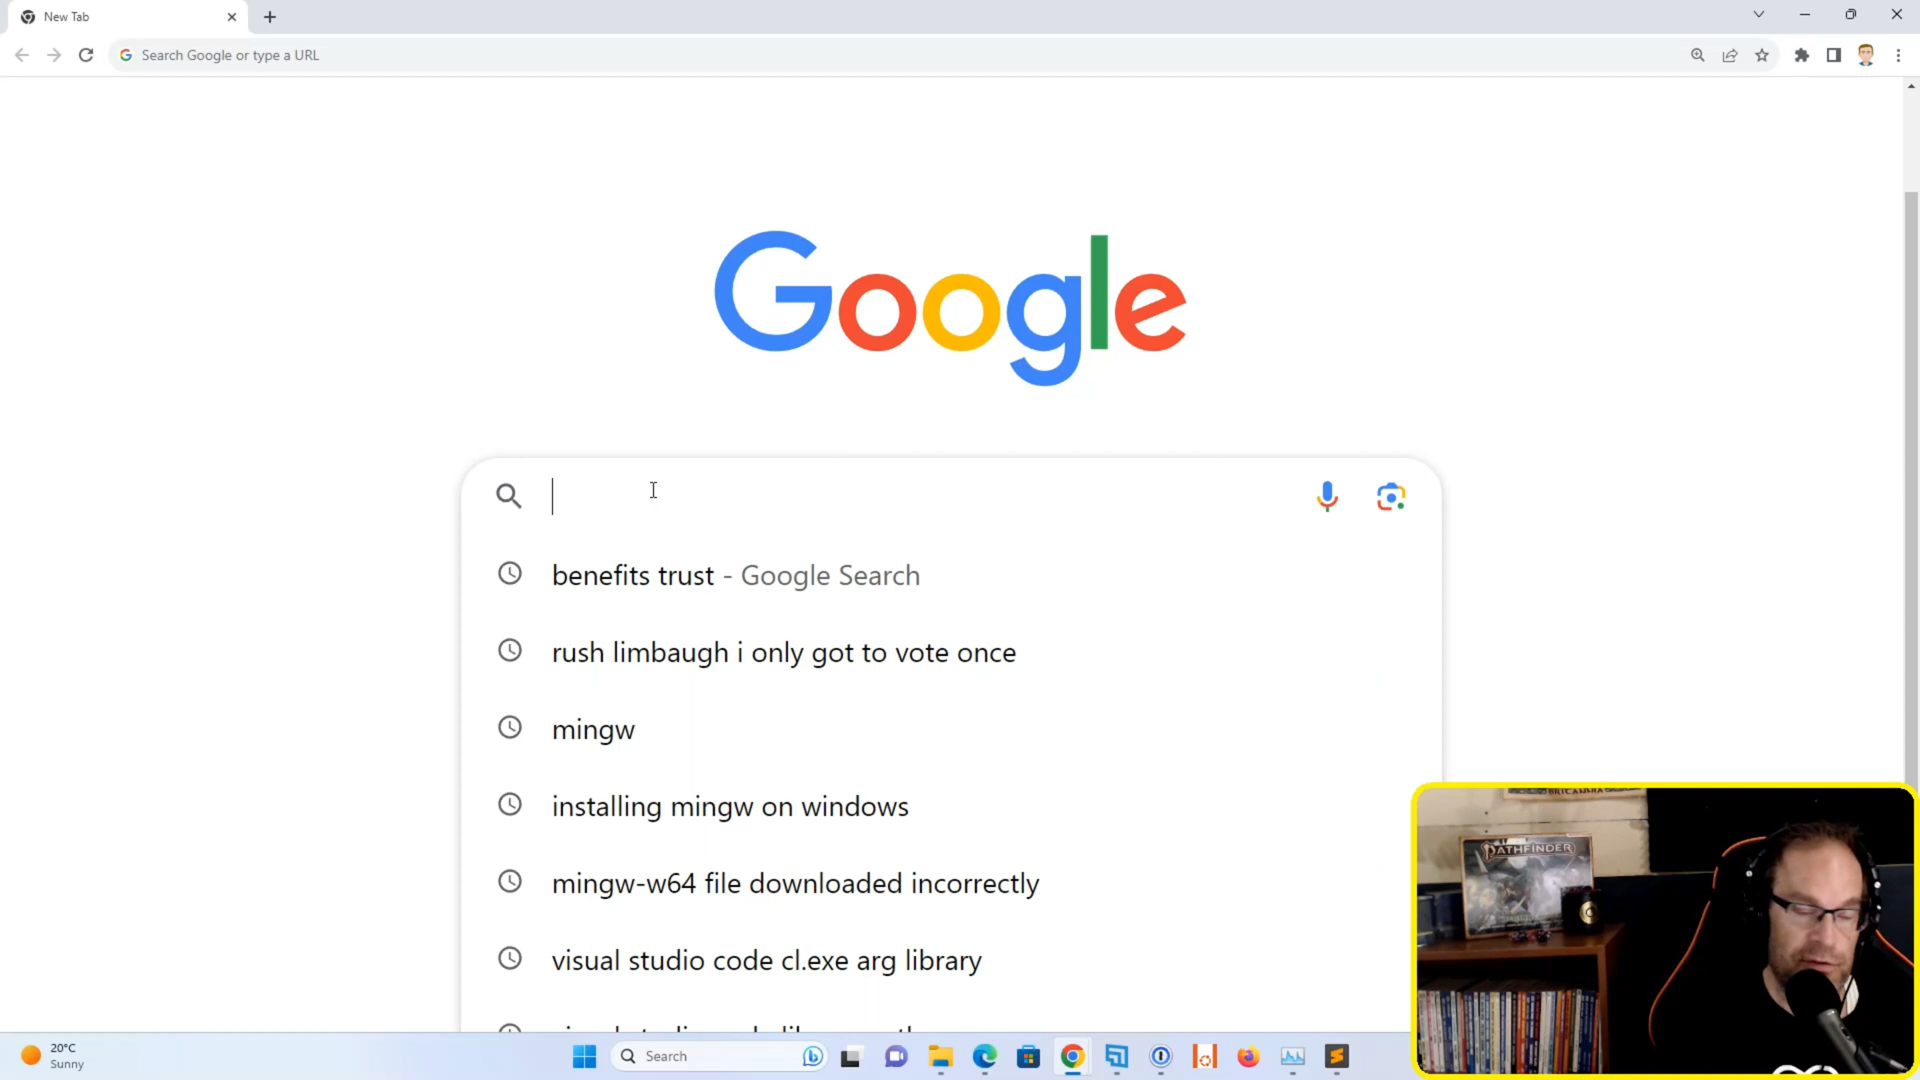 New Tab
Search Google or type a URL
Google
benefits trust - Google Search
rush limbaugh i only got to vote once
mingw
installing mingw on windows
mingw-w64 file downloaded incorrectly
visual studio code cl.exe arg library
BRITANNIA
PATHFINDER
20°C
Sunny
Search